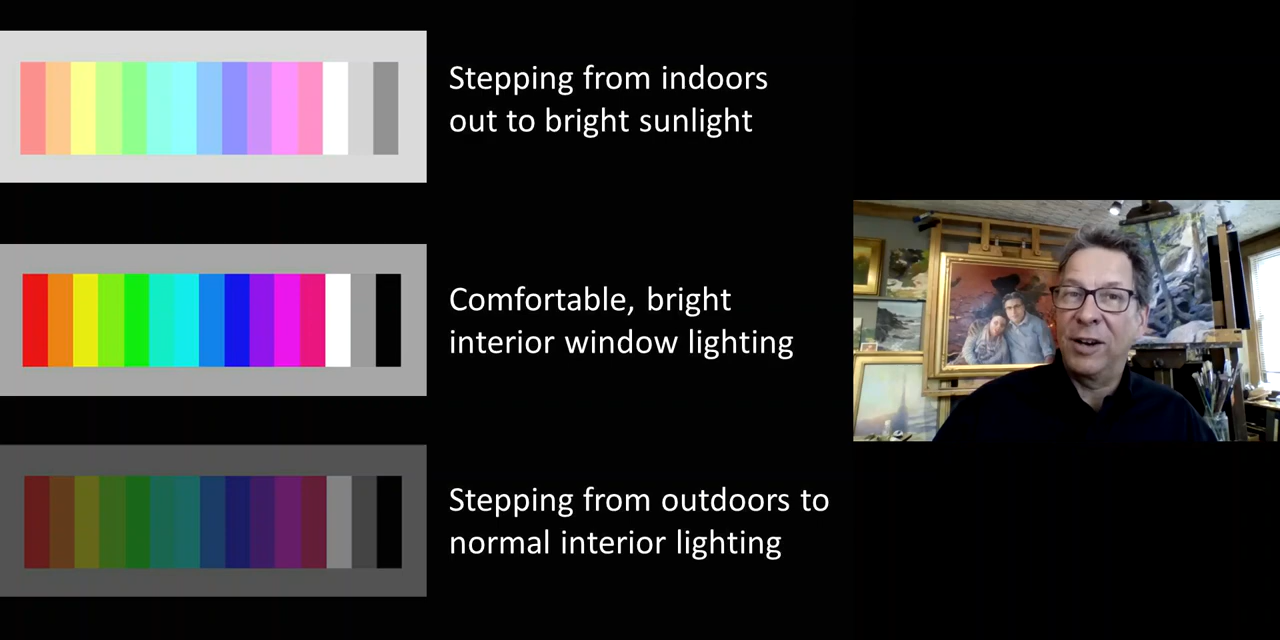 Stepping from indoors
out to bright sunlight
Comfortable, bright
interior window lighting
Stepping from outdoors to
normal interior lighting